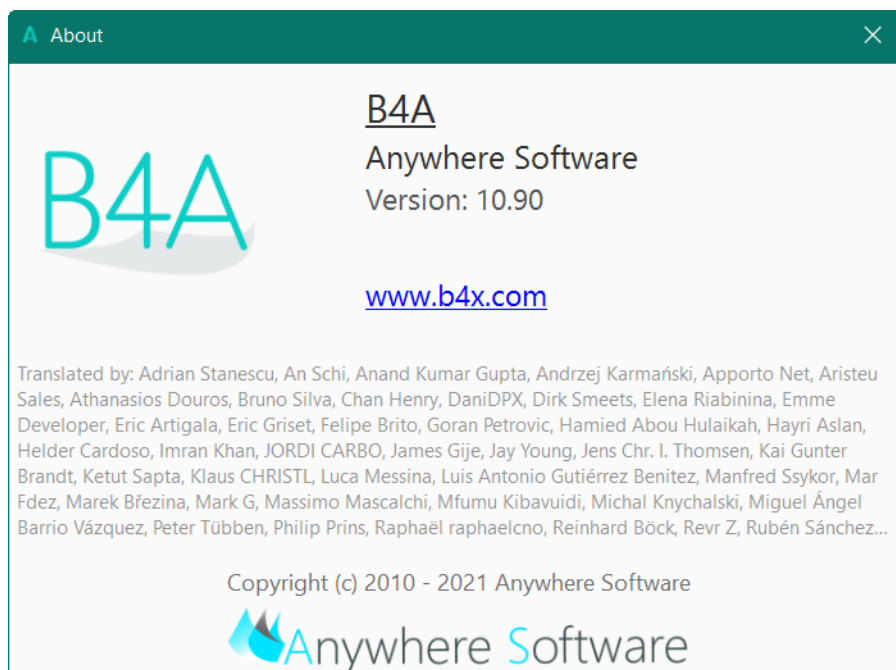 A About
B4A
B4A
Anywhere Software
Version: 10.90
www.b4x.com
Translated by: Adrian Stanescu, An Schi, Anand Kumar Gupta, Andrzej Karmański, Apporto Net, Aristeu
Sales, Athanasios Douros, Bruno Silva, Chan Henry, DaniDPX, Dirk Smeets, Elena Riabinina, Emme
Developer, Eric Artigala, Eric Griset, Felipe Brito, Goran Petrovic, Hamied Abou Hulaikah, Hayri Aslan,
Helder Cardoso, Imran Khan, JORDI CARBO, James Gije, Jay Young, Jens Chr. I. Thomsen, Kai Gunter
Brandt, Ketut Sapta, Klaus CHRISTL, Luca Messina, Luis Antonio Gutiérrez Benitez, Manfred Ssykor, Mar
Fdez, Marek Březina, Mark G, Massimo Mascalchi, Mfumu Kibavuidi, Michal Knychalski, Miguel Ángel
Barrio Vázquez, Peter Tübben, Philip Prins, Raphaël raphaelcno, Reinhard Böck, Revr Z, Rubén Sánchez...
Copyright (c) 2010 - 2021 Anywhere Software
Anywhere Software